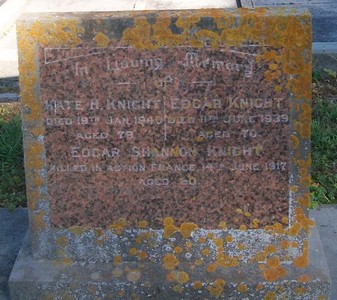 In Loving Memory
OF
KATE H. KNIGHT EDGAR KNIGHT
DIED 19TH JAN 1940 DIED 11TH JUNE 1939
AGED 79 AGED 70
EDGAR SHANNON KNIGHT
KILLED IN ACTION FRANCE 14TH JUNE 1917
AGED 20